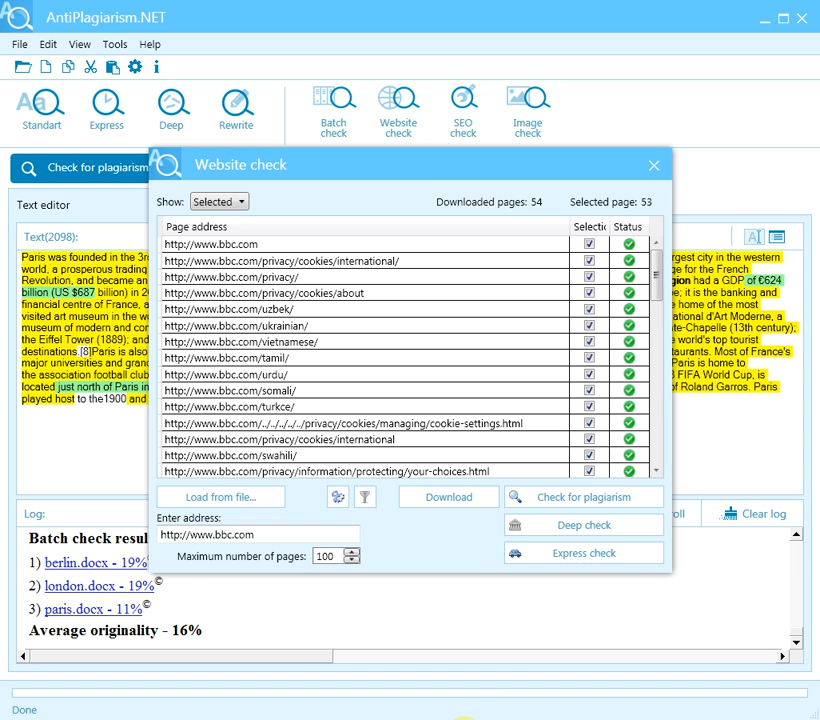 AntiPlagiarism.NET
File Edit View Tools Help
Standart Express Deep Rewrite Batch check Website check SEO check Image check
Check for plagiarism
Text editor
Text(2098):
Paris was founded in the 3r
world, a prosperous trading
Revolution, and became an
billion (US $687 billion) in 20
financial centre of France, a
visited art museum in the wo
museum of modern and con
the Eiffel Tower (1889); and
destinations.[8]Paris is also
major universities and grand
the association football club
located just north of Paris in
played host to the1900 and
argest city in the western
ge for the French
gion had a GDP of €624
pe; it is the banking and
home of the most
ational d'Art Moderne, a
te-Chapelle (13th century);
world's top tourist
taurants. Most of France's
Paris is home to
8 FIFA World Cup, is
of Roland Garros. Paris
Website check
Show: Selected Downloaded pages: 54 Selected page: 53
Page address Selectic Status
http://www.bbc.com
http://www.bbc.com/privacy/cookies/international/
http://www.bbc.com/privacy/
http://www.bbc.com/privacy/cookies/about
http://www.bbc.com/uzbek/
http://www.bbc.com/ukrainian/
http://www.bbc.com/vietnamese/
http://www.bbc.com/tamil/
http://www.bbc.com/urdu/
http://www.bbc.com/somali/
http://www.bbc.com/turkce/
http://www.bbc.com/../../../../privacy/cookies/managing/cookie-settings.html
http://www.bbc.com/privacy/cookies/international
http://www.bbc.com/swahili/
http://www.bbc.com/privacy/information/protecting/your-choices.html
Load from file... Download Check for plagiarism
Enter address:
http://www.bbc.com
Deep check
Maximum number of pages: 100
Express check
Log: roll Clear log
Batch check resul
1) berlin.docx - 19%
2) london.docx - 19%©
3) paris.docx - 11%©
Average originality - 16%
Done